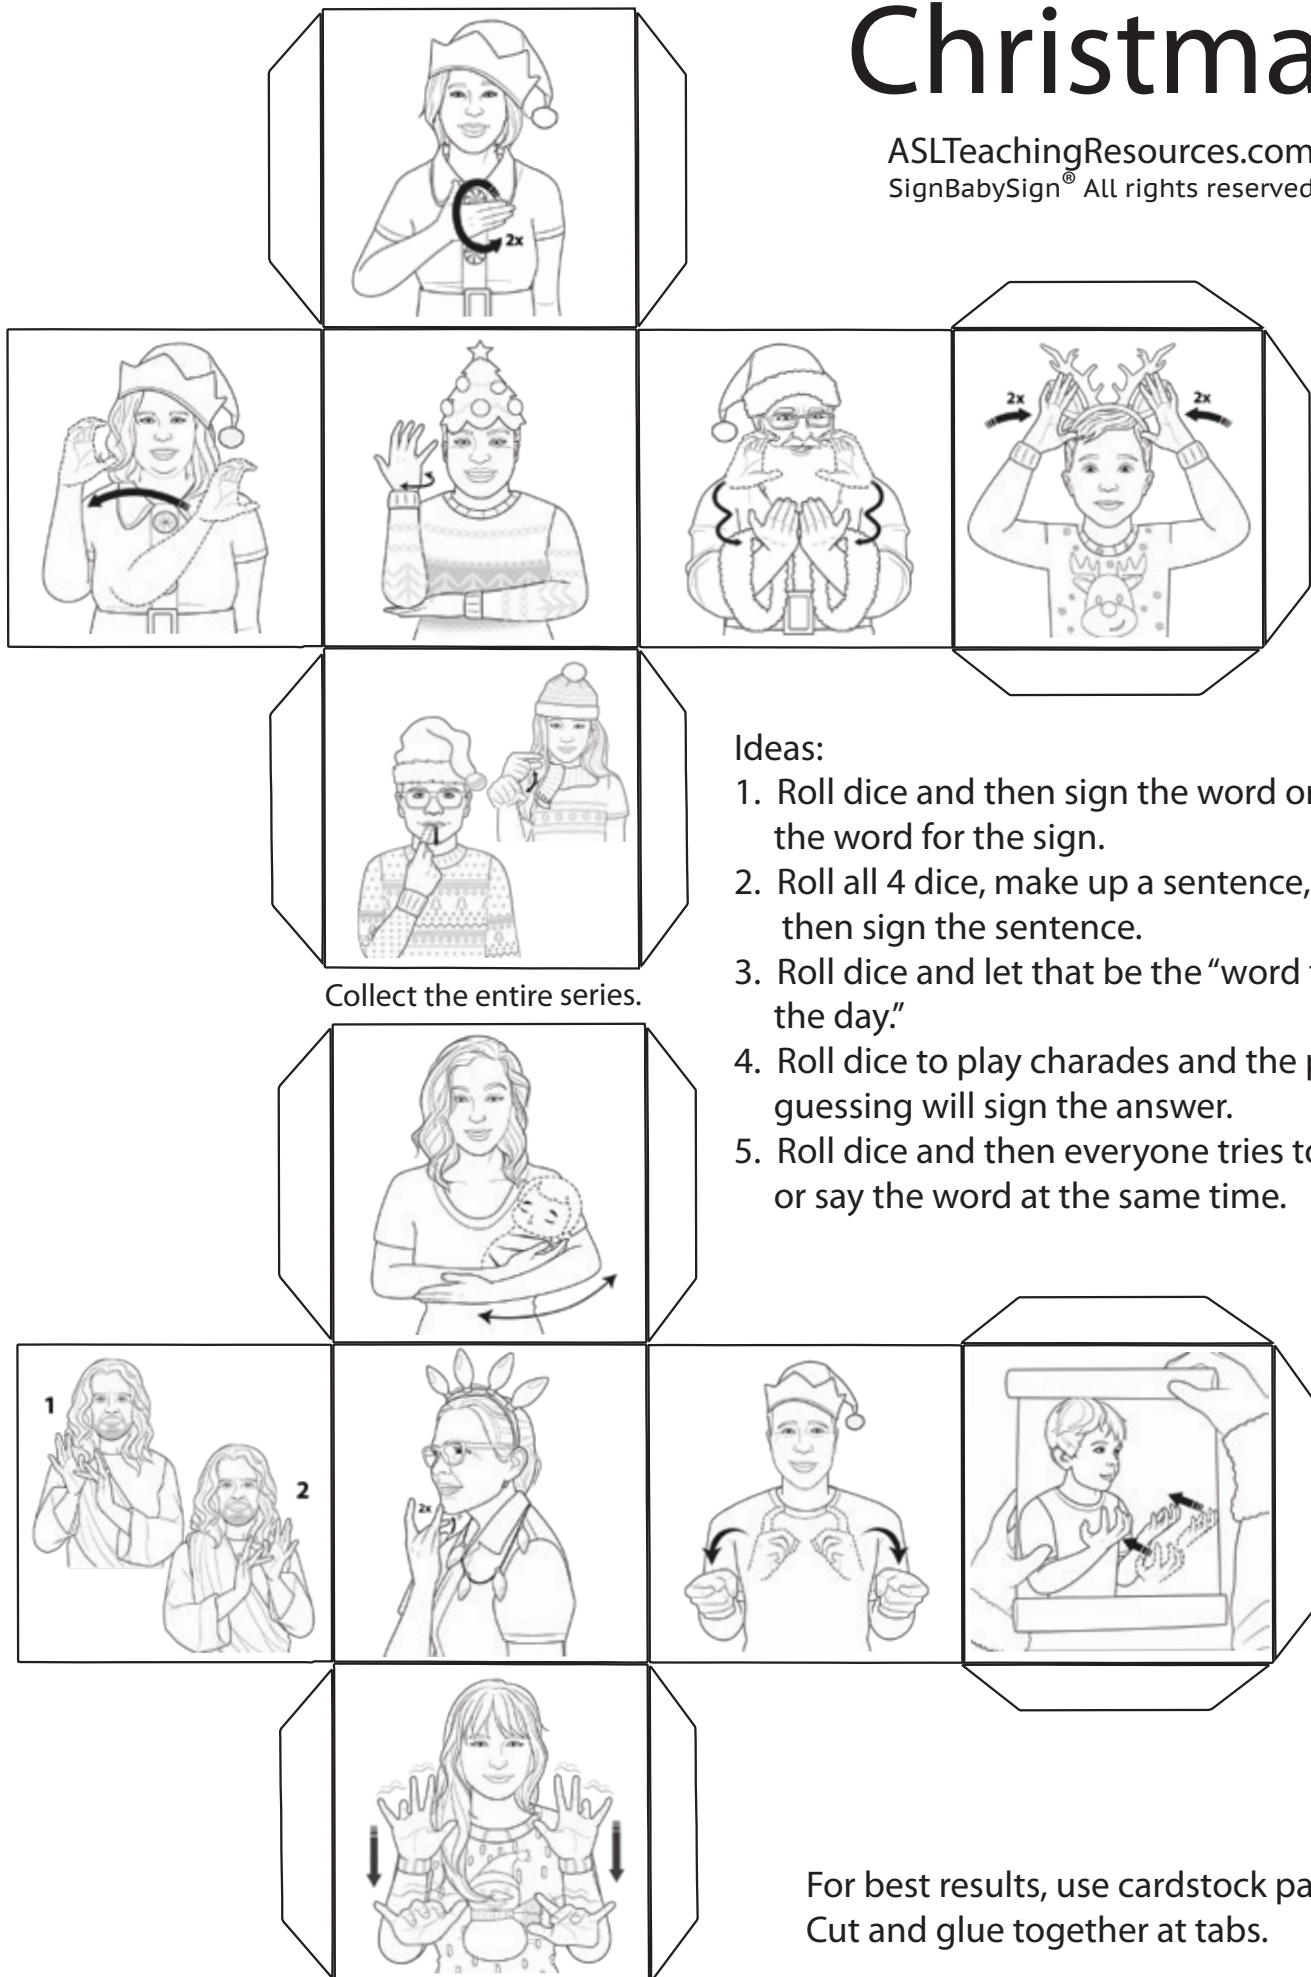 Christma
ASLTeachingResources.com
SignBabySign® All rights reserved
2x
2x
2x
Ideas:
1. Roll dice and then sign the word or
the word for the sign.
2. Roll all 4 dice, make up a sentence,
then sign the sentence.
3. Roll dice and let that be the “word
the day.”
4. Roll dice to play charades and the
guessing will sign the answer.
5. Roll dice and then everyone tries to
or say the word at the same time.
Collect the entire series.
1
2
2x
For best results, use cardstock pa
Cut and glue together at tabs.